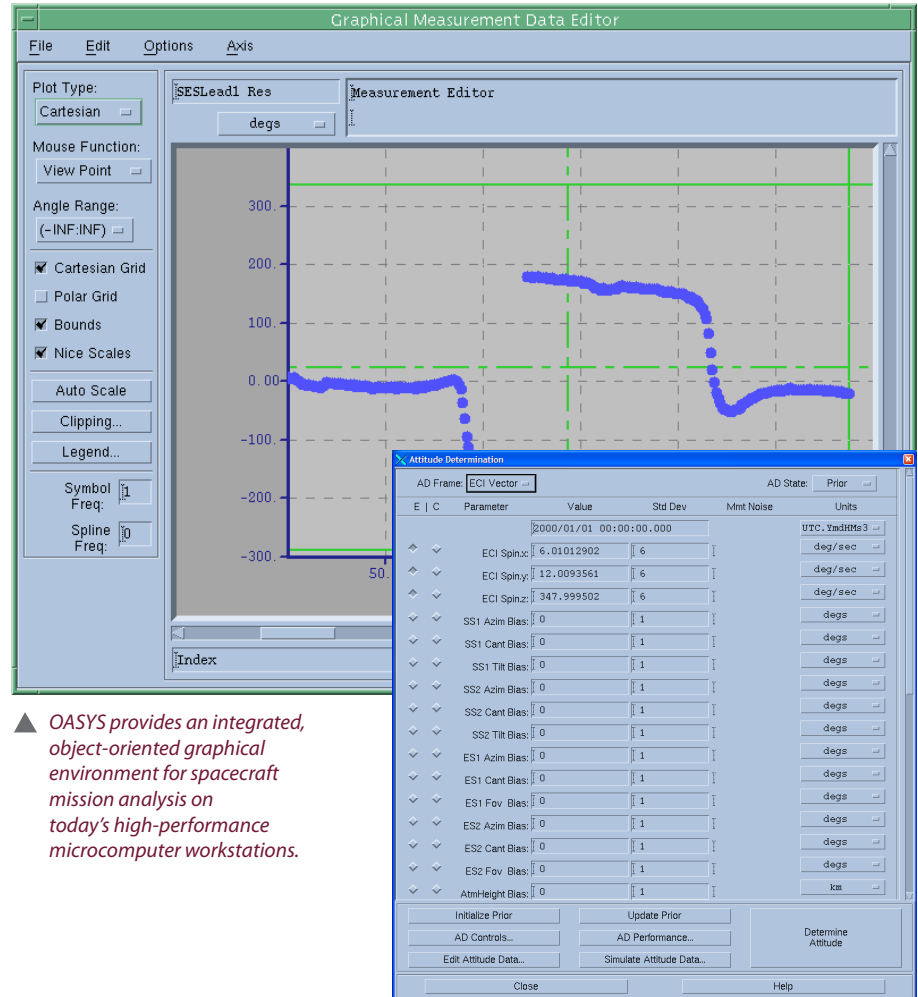 Graphical Measurement Data Editor
File Edit Options Axis
Plot Type:
Cartesian
Mouse Function:
View Point
Angle Range:
(-INF:INF)
Cartesian Grid
Polar Grid
Bounds
Nice Scales
Auto Scale
Clipping...
Legend...
Symbol Freq: 1
Spline Freq: 0
SESLead1 Res
degs
Measurement Editor
300.
200.
100.
0.00
-100.
-200.
-300.
50.
Index
Attitude Determination
AD Frame: ECI Vector AD State: Prior
E | C Parameter Value Std Dev Mmt Noise Units
2000/01/01 00:00:00.000 UTC.YmdHMs3
ECI Spin.x: 6.01012902 6 deg/sec
ECI Spin.y: 12.0093561 6 deg/sec
ECI Spin.z: 347.999502 6 deg/sec
SS1 Azim Bias: 0 1 degs
SS1 Cant Bias: 0 1 degs
SS1 Tilt Bias: 0 1 degs
SS2 Azim Bias: 0 1 degs
SS2 Cant Bias: 0 1 degs
SS2 Tilt Bias: 0 1 degs
ES1 Azim Bias: 0 1 degs
ES1 Cant Bias: 0 1 degs
ES1 Fov Bias: 0 1 degs
ES2 Azim Bias: 0 1 degs
ES2 Cant Bias: 0 1 degs
ES2 Fov Bias: 0 1 degs
AtmHeight Bias: 0 1 km
Initialize Prior Update Prior
AD Controls... AD Performance...
Determine
Attitude
Edit Attitude Data... Simulate Attitude Data...
Close Help
OASYS provides an integrated,
object-oriented graphical
environment for spacecraft
mission analysis on
today's high-performance
microcomputer workstations.